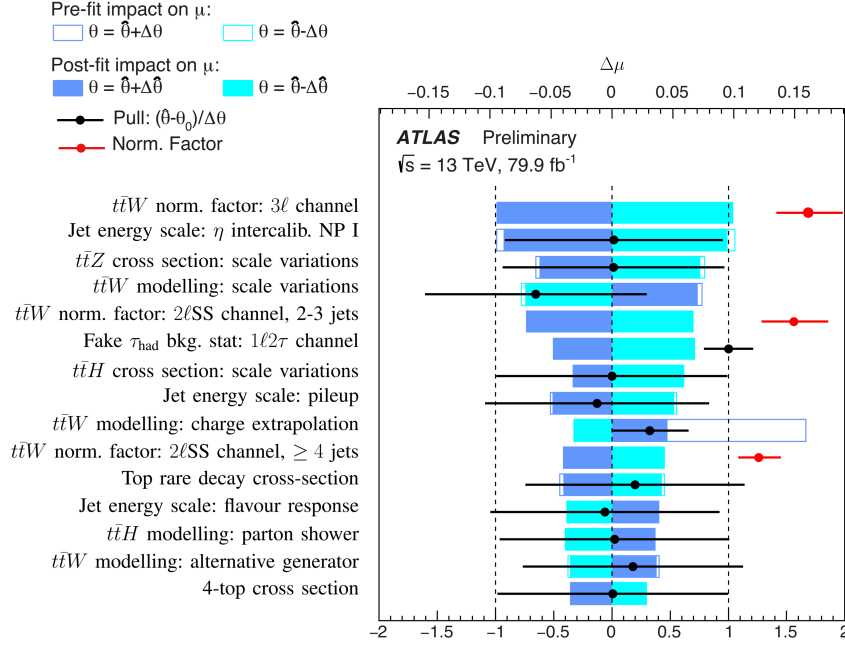 Pre-fit impact on μ:
θ = θ̂+Δθ θ = θ̂-Δθ
Post-fit impact on μ:
θ = θ̂+Δθ̂ θ = θ̂-Δθ̂
Pull: (θ̂-θ₀)/Δθ
Norm. Factor
Δμ
−0.15 −0.1 −0.05 0 0.05 0.1 0.15
ATLAS Preliminary
√s = 13 TeV, 79.9 fb⁻¹
tt̄W norm. factor: 3ℓ channel
Jet energy scale: η intercalib. NP I
tt̄Z cross section: scale variations
tt̄W modelling: scale variations
tt̄W norm. factor: 2ℓSS channel, 2-3 jets
Fake τhad bkg. stat: 1ℓ2τ channel
tt̄H cross section: scale variations
Jet energy scale: pileup
tt̄W modelling: charge extrapolation
tt̄W norm. factor: 2ℓSS channel, ≥ 4 jets
Top rare decay cross-section
Jet energy scale: flavour response
tt̄H modelling: parton shower
tt̄W modelling: alternative generator
4-top cross section
−2 −1.5 −1 −0.5 0 0.5 1 1.5 2